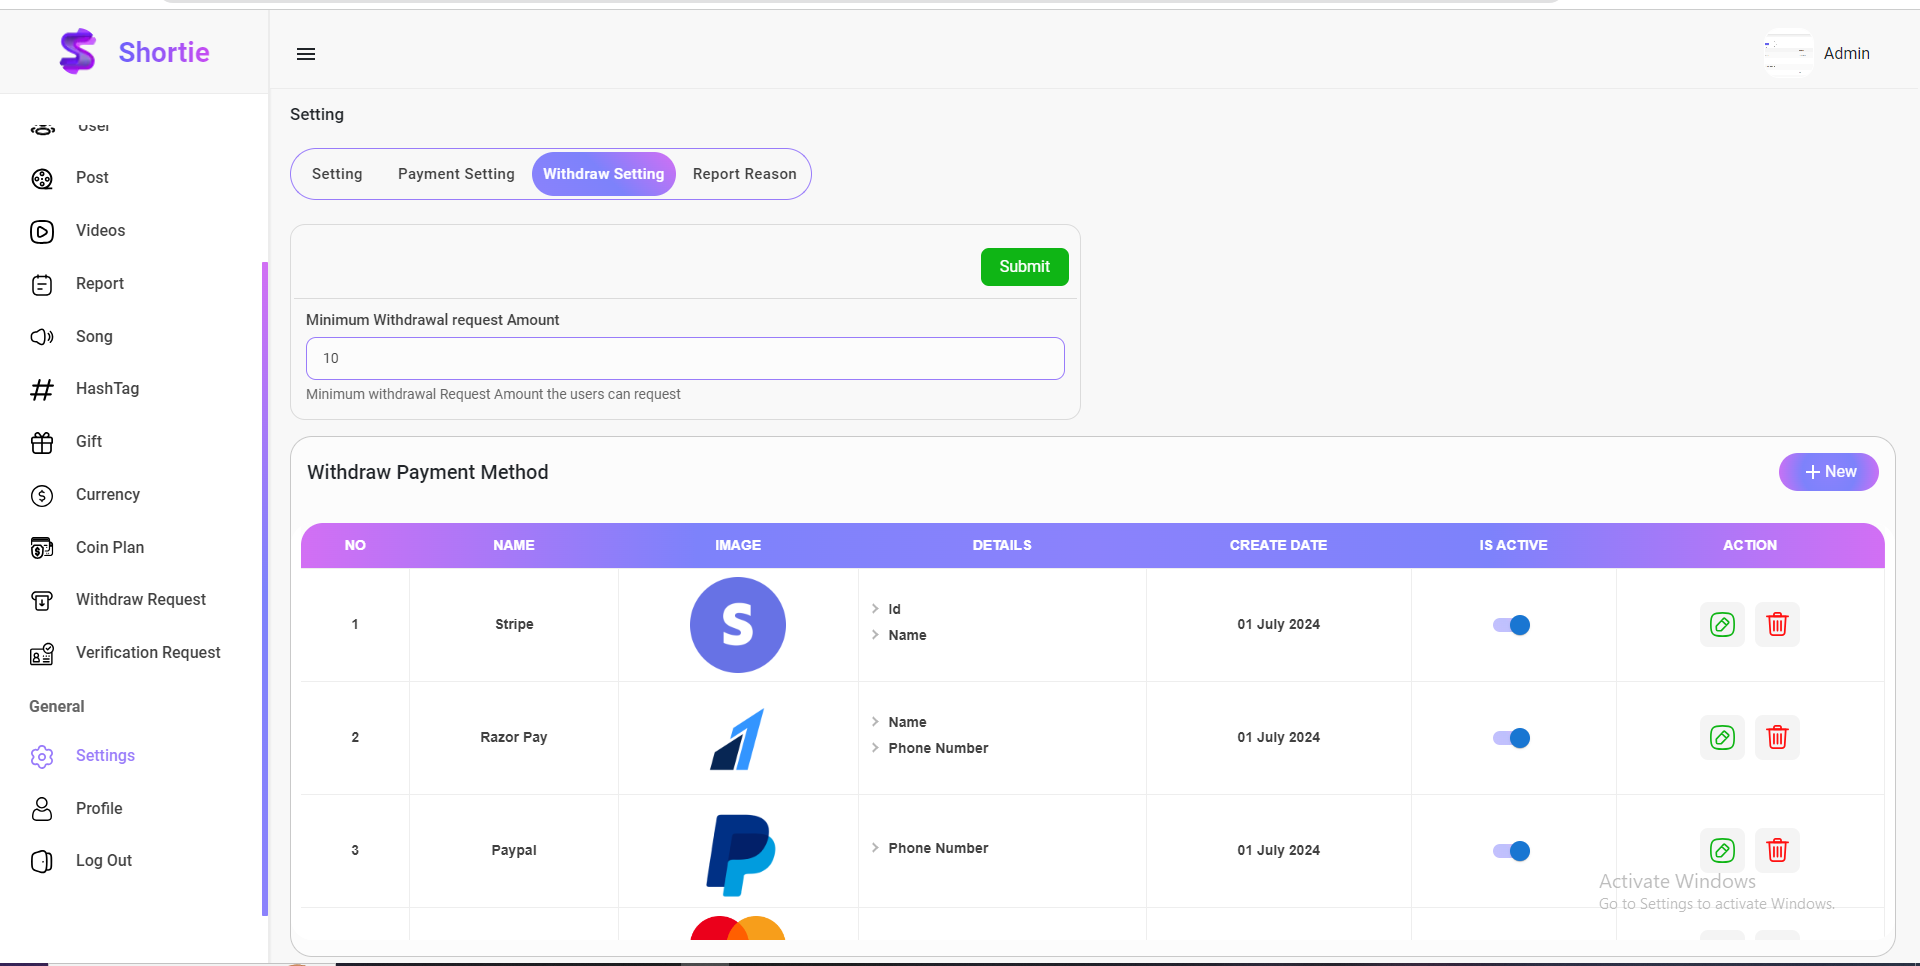 Shortie
Admin
User
Post
Videos
Report
Song
HashTag
Gift
Currency
Coin Plan
Withdraw Request
Verification Request
General
Settings
Profile
Log Out
Setting
Setting Payment Setting Withdraw Setting Report Reason
Submit
Minimum Withdrawal request Amount
10
Minimum withdrawal Request Amount the users can request
Withdraw Payment Method
+ New
NO NAME IMAGE DETAILS CREATE DATE IS ACTIVE ACTION
1 Stripe S Id 01 July 2024
Name
2 Razor Pay Name 01 July 2024
Phone Number
3 Paypal Phone Number 01 July 2024
Activate Windows
Go to Settings to activate Windows.